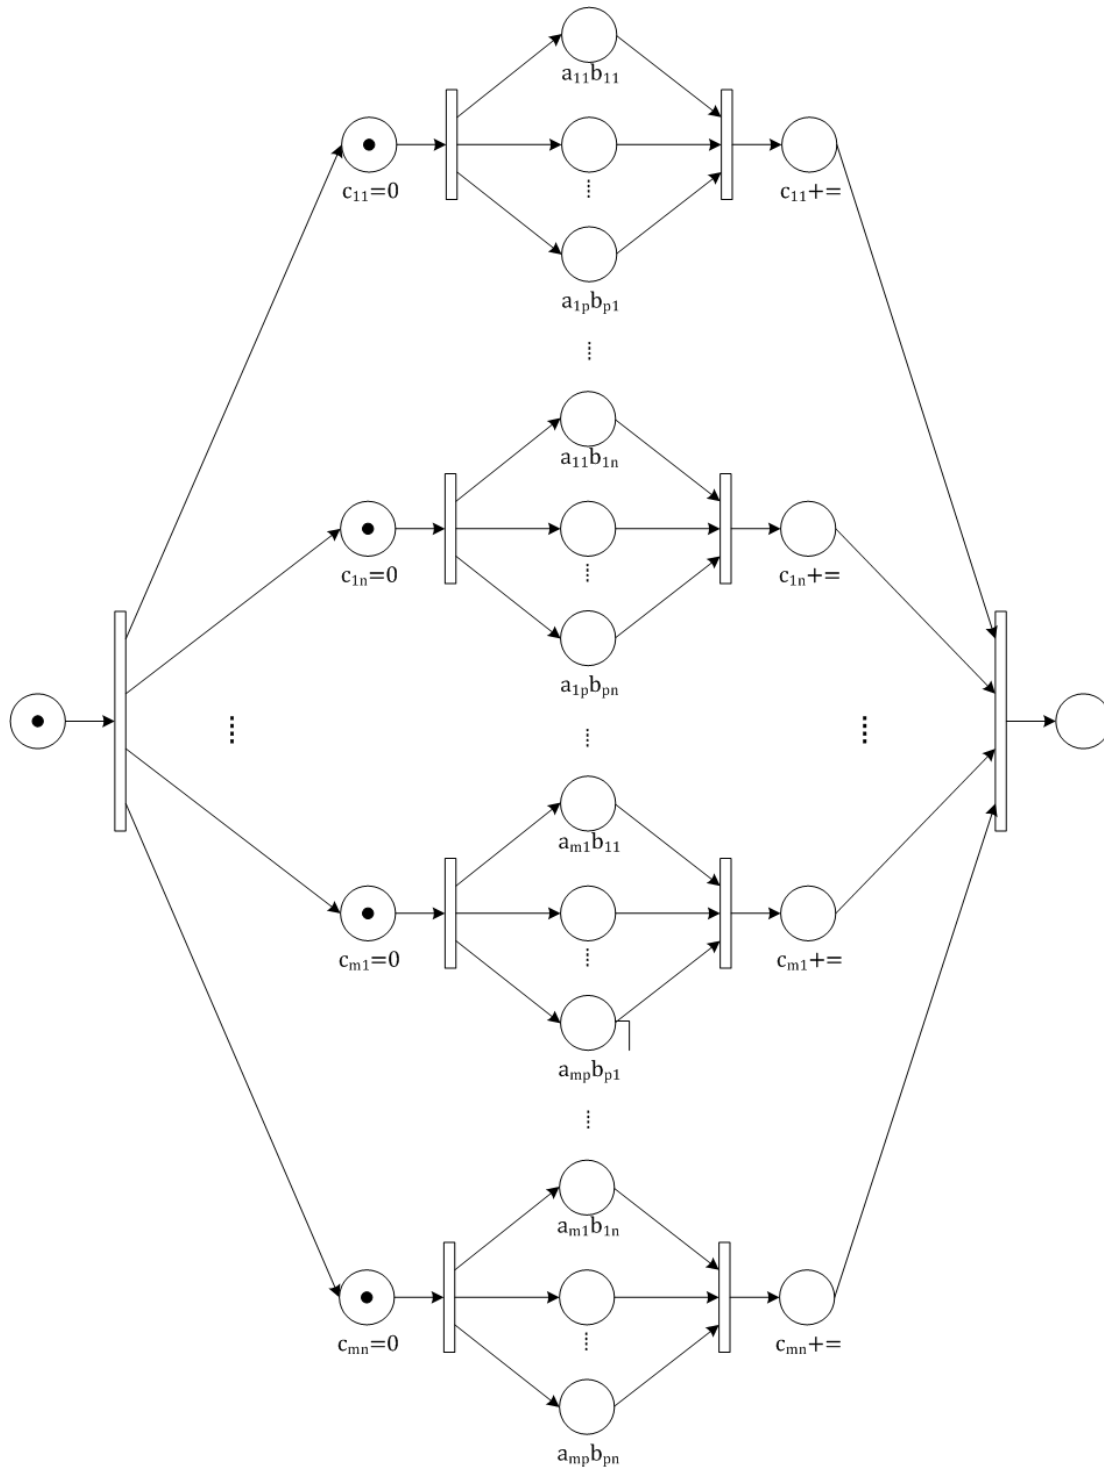 a₁₁b₁₁
c₁₁=0
c₁₁+=
a₁ₚbₚ₁
a₁₁b₁ₙ
c₁ₙ=0
c₁ₙ+=
a₁ₚbₚₙ
aₘ₁b₁₁
cₘ₁=0
cₘ₁+=
aₘₚbₚ₁
aₘ₁b₁ₙ
cₘₙ=0
cₘₙ+=
aₘₚbₚₙ